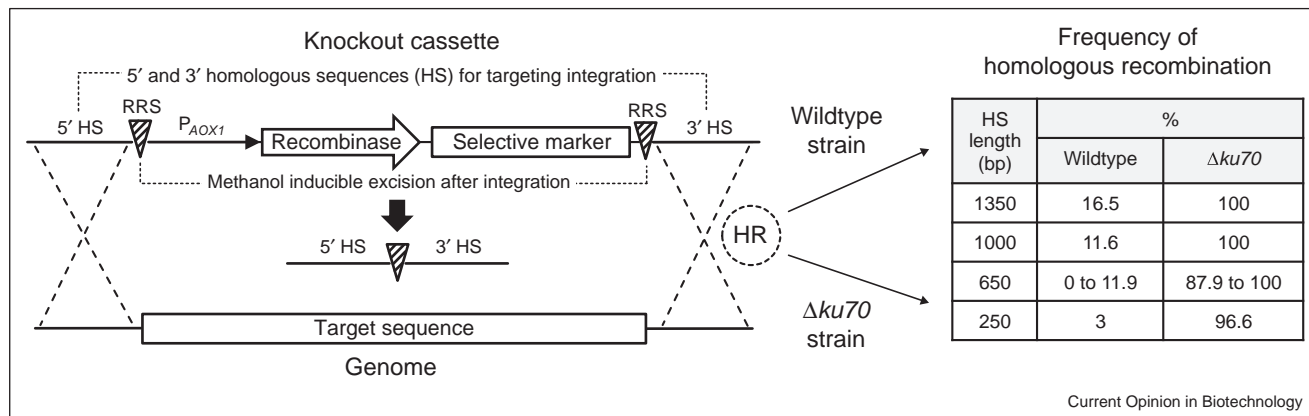 Knockout cassette
5′ and 3′ homologous sequences (HS) for targeting integration
RRS
RRS
5′ HS
P_AOX1
Recombinase
Selective marker
3′ HS
Methanol inducible excision after integration
5′ HS
3′ HS
HR
Target sequence
Genome
Wildtype
strain
Δku70
strain
Frequency of
homologous recombination
HS
length
(bp)
%
Wildtype Δku70
1350 16.5 100
1000 11.6 100
650 0 to 11.9 87.9 to 100
250 3 96.6
Current Opinion in Biotechnology